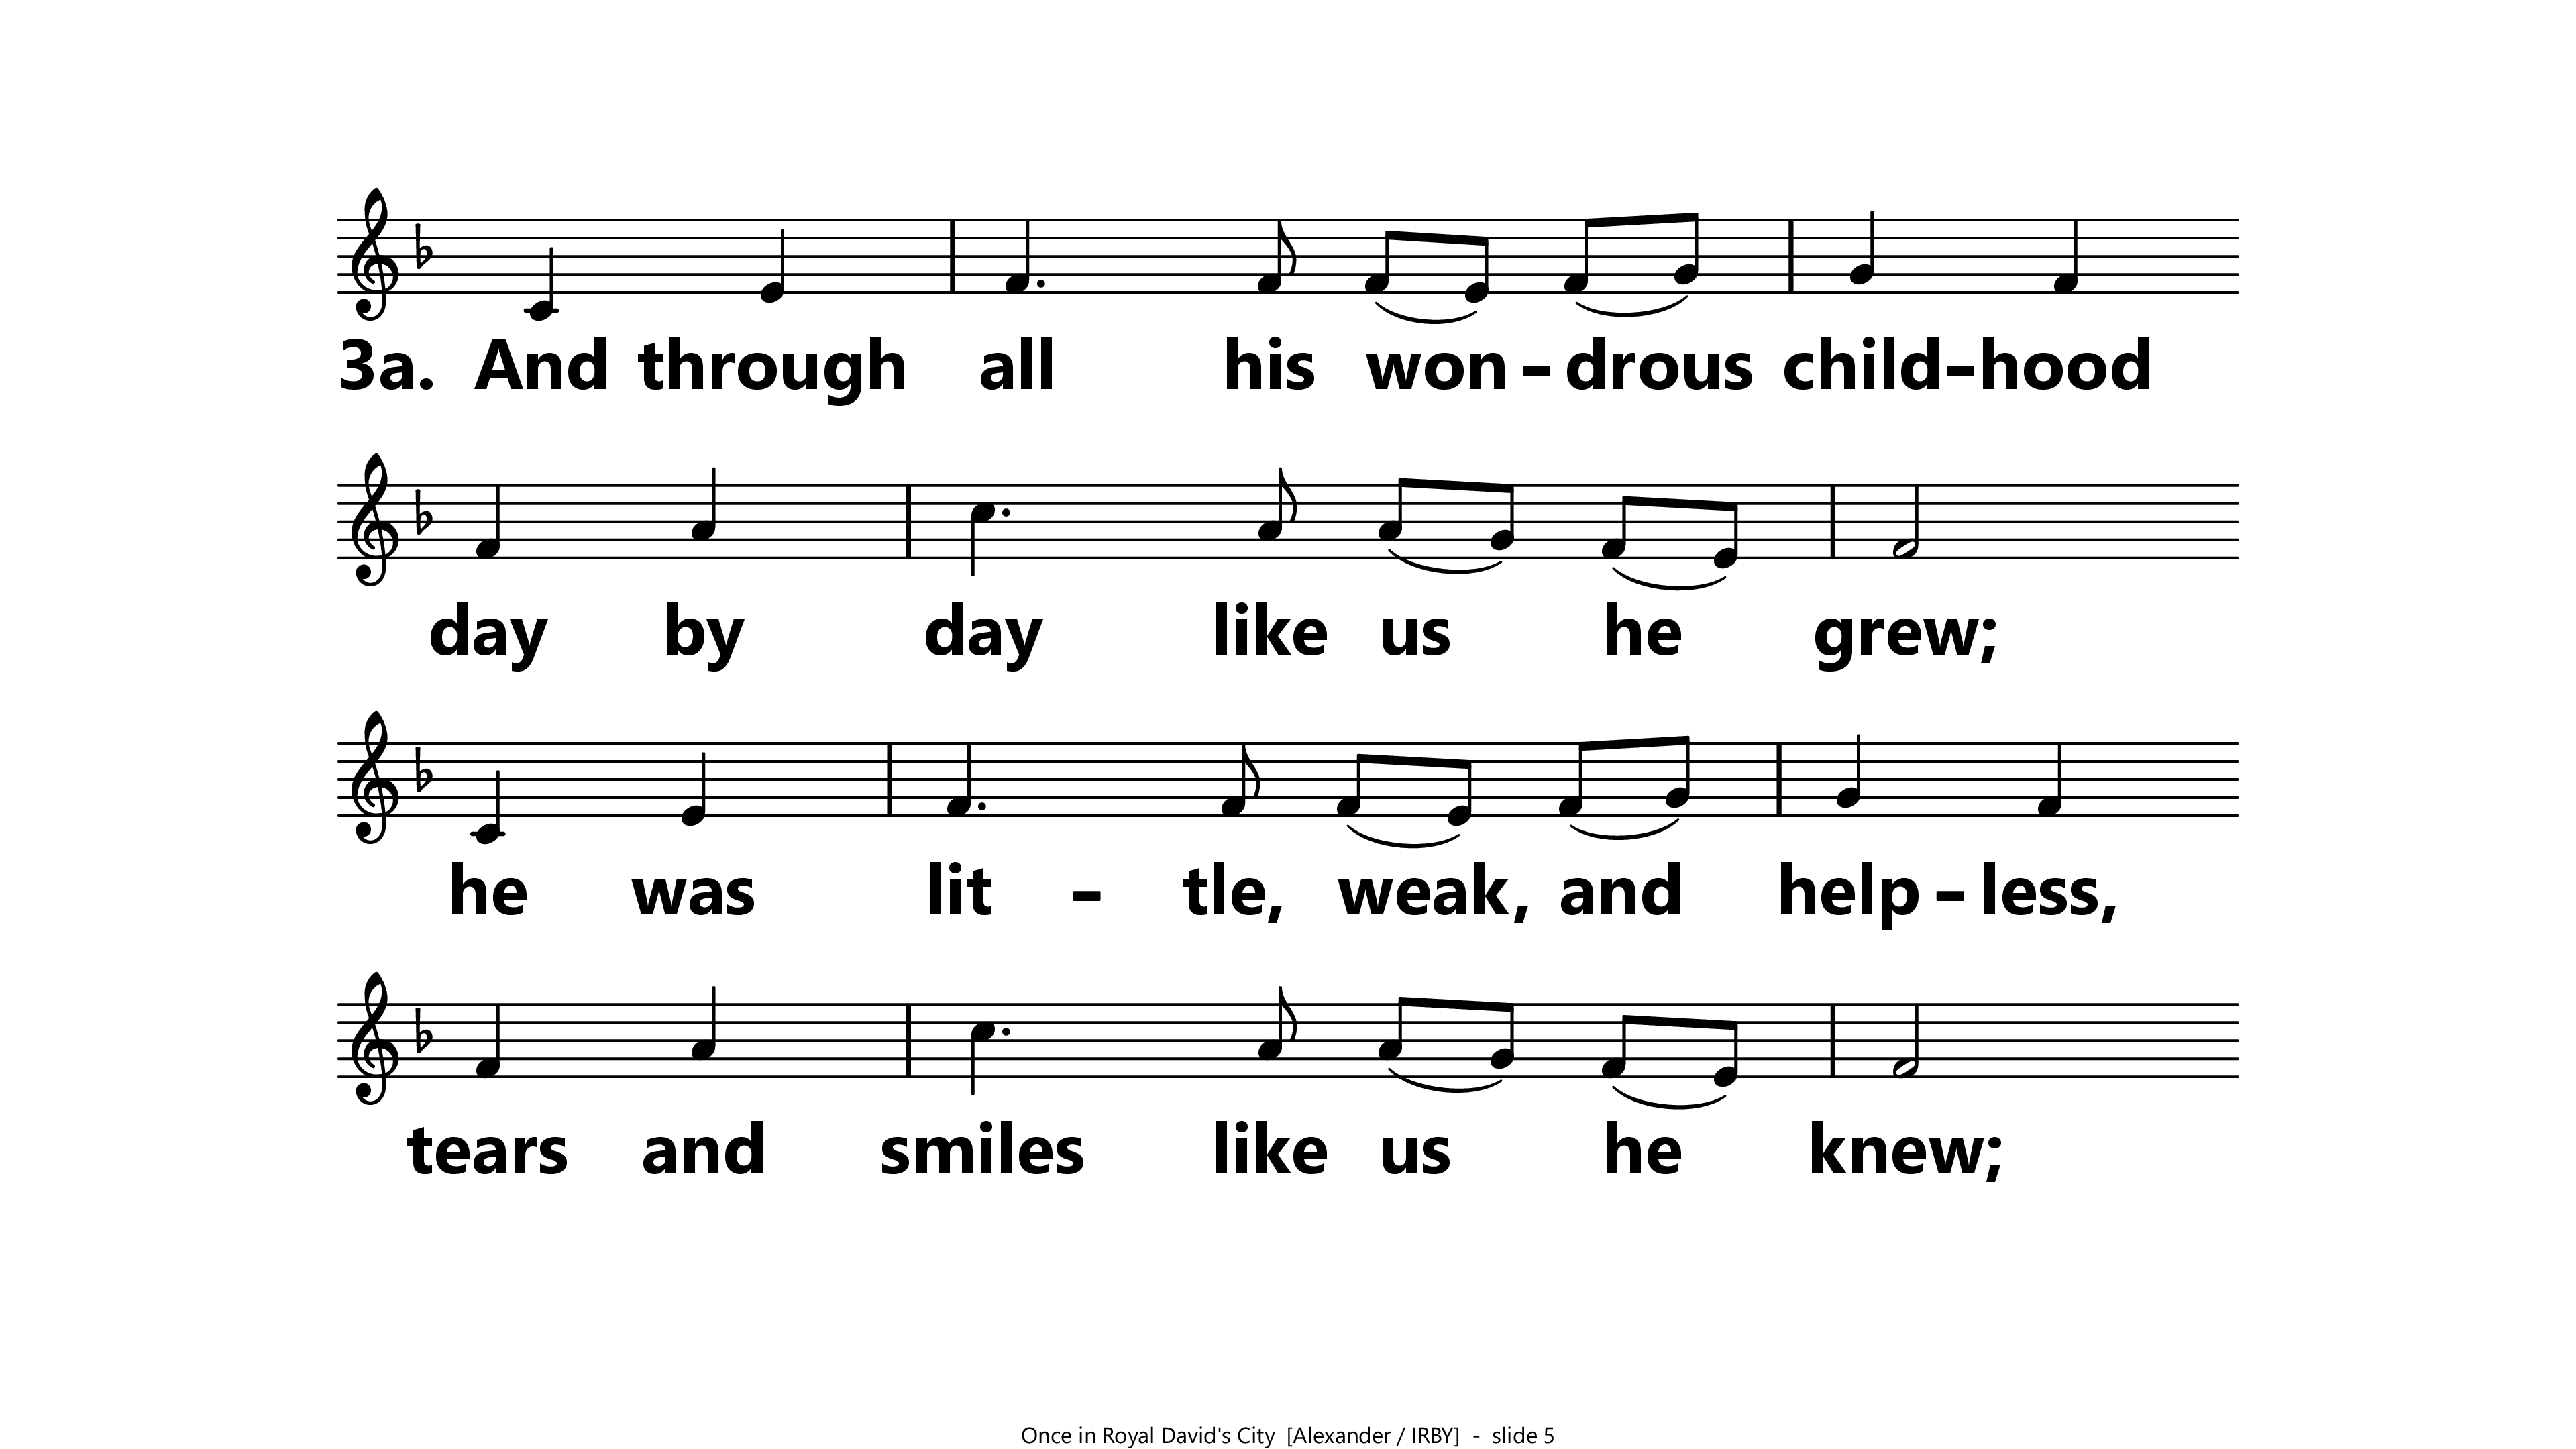 3a. And through all his won - drous child-hood
day by day like us he grew;
he was lit - tle, weak, and help - less,
tears and smiles like us he knew;
Once in Royal David's City [Alexander / IRBY] - slide 5